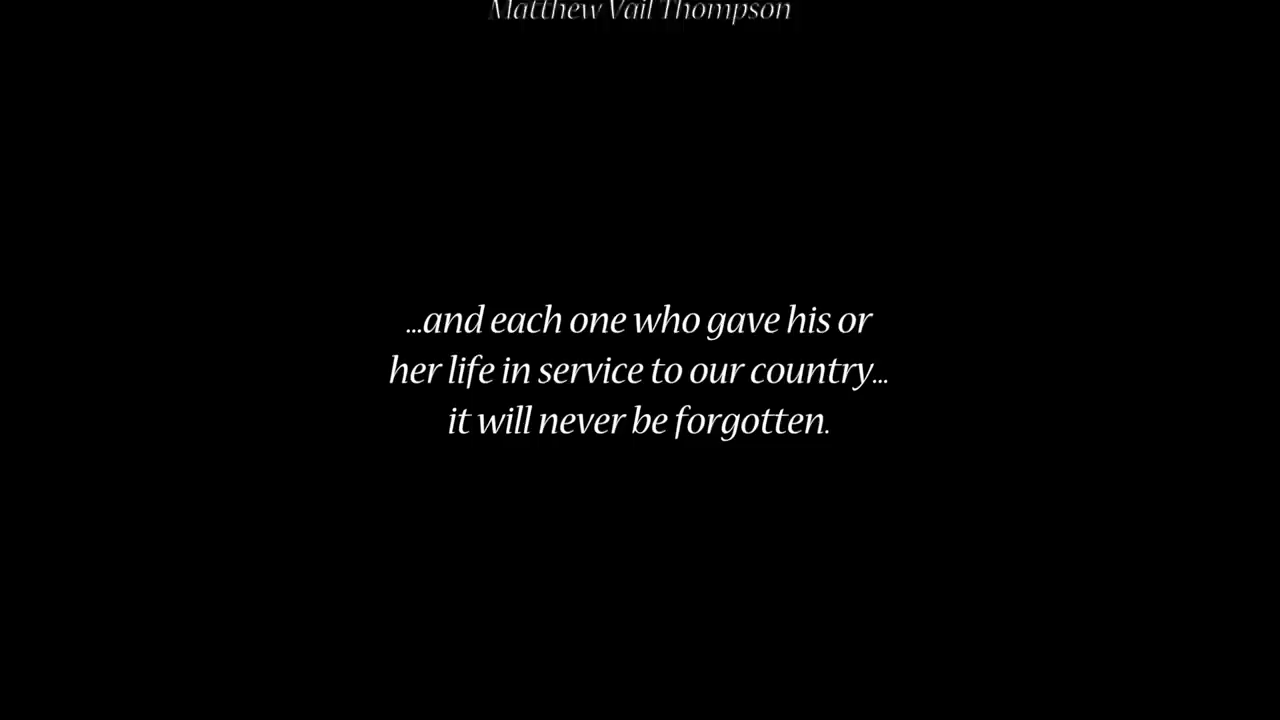 Matthew Vail Thompson
...and each one who gave his or
her life in service to our country...
it will never be forgotten.